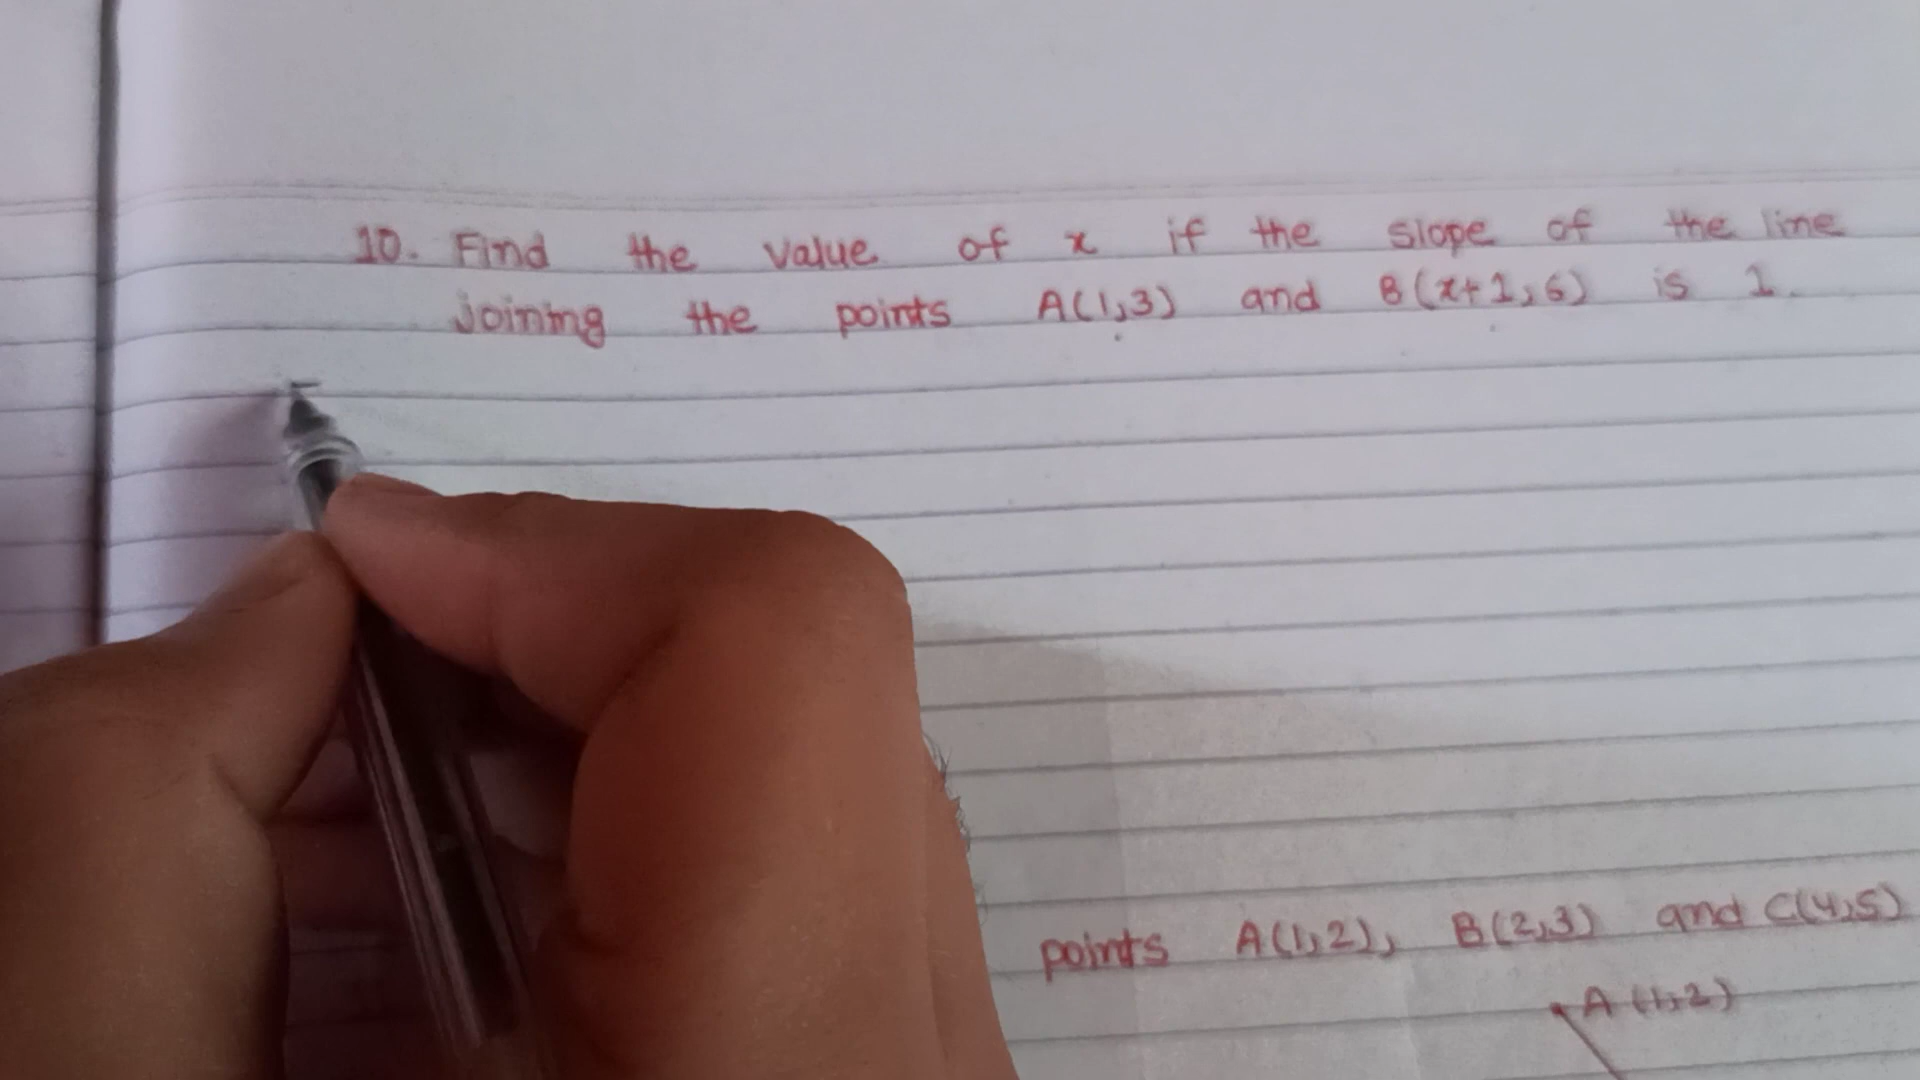 10. Find the value of x if the slope of the line
joining the points A(1,3) and B(x+1,6) is 1.
points A(1,2), B(2,3) and C(4,5)
A (1,2)